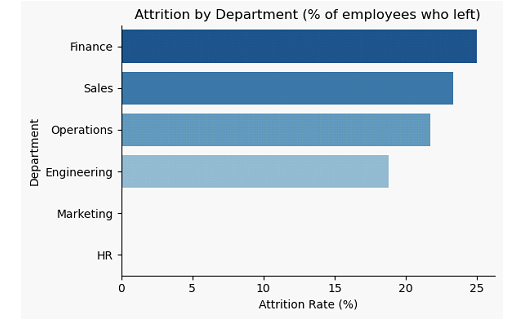 Attrition by Department (% of employees who left)
Finance
Sales
Operations
Engineering
Marketing
HR
Department
0 5 10 15 20 25
Attrition Rate (%)